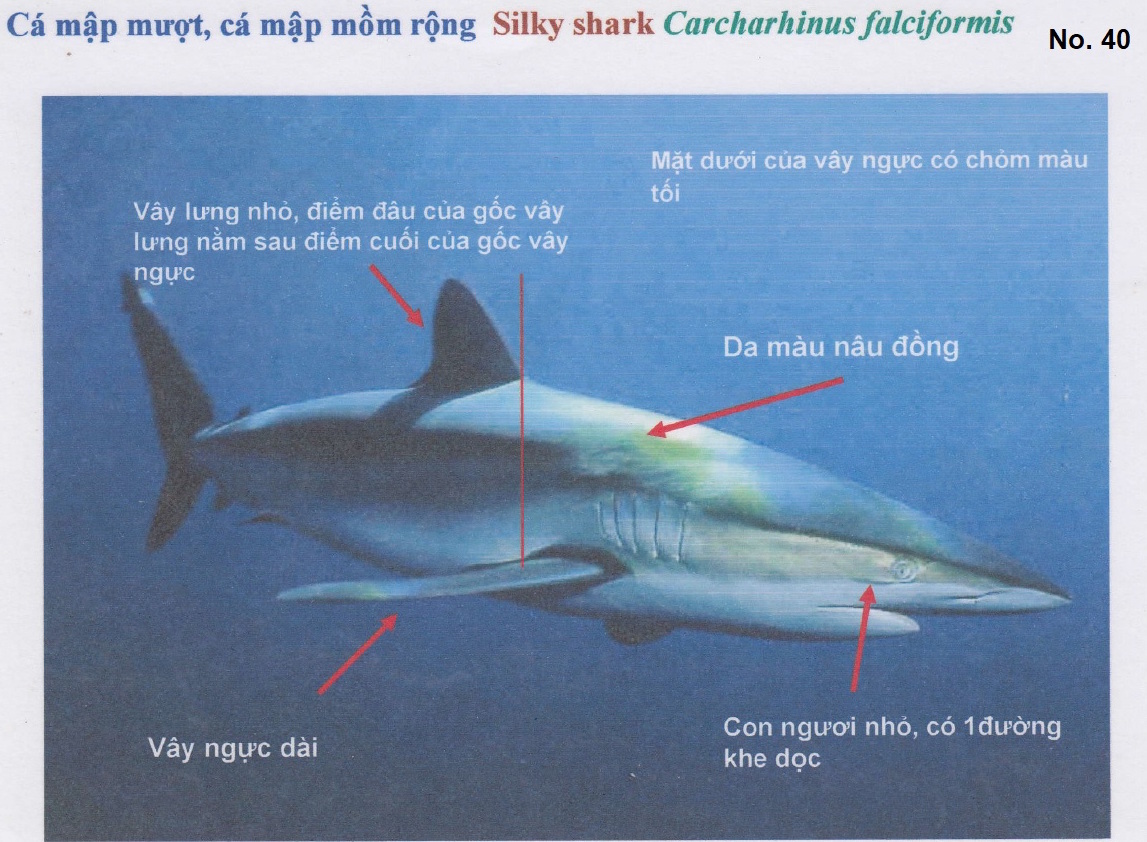 Cá mập mượt, cá mập mồm rộng Silky shark Carcharhinus falciformis
No. 40
Mặt dưới của vây ngực có chỏm màu
tối
Vây lưng nhỏ, điểm đâu của gốc vây
lưng nằm sau điểm cuối của gốc vây
ngực
Da màu nâu đồng
Vây ngực dài
Con ngươi nhỏ, có 1đường
khe dọc